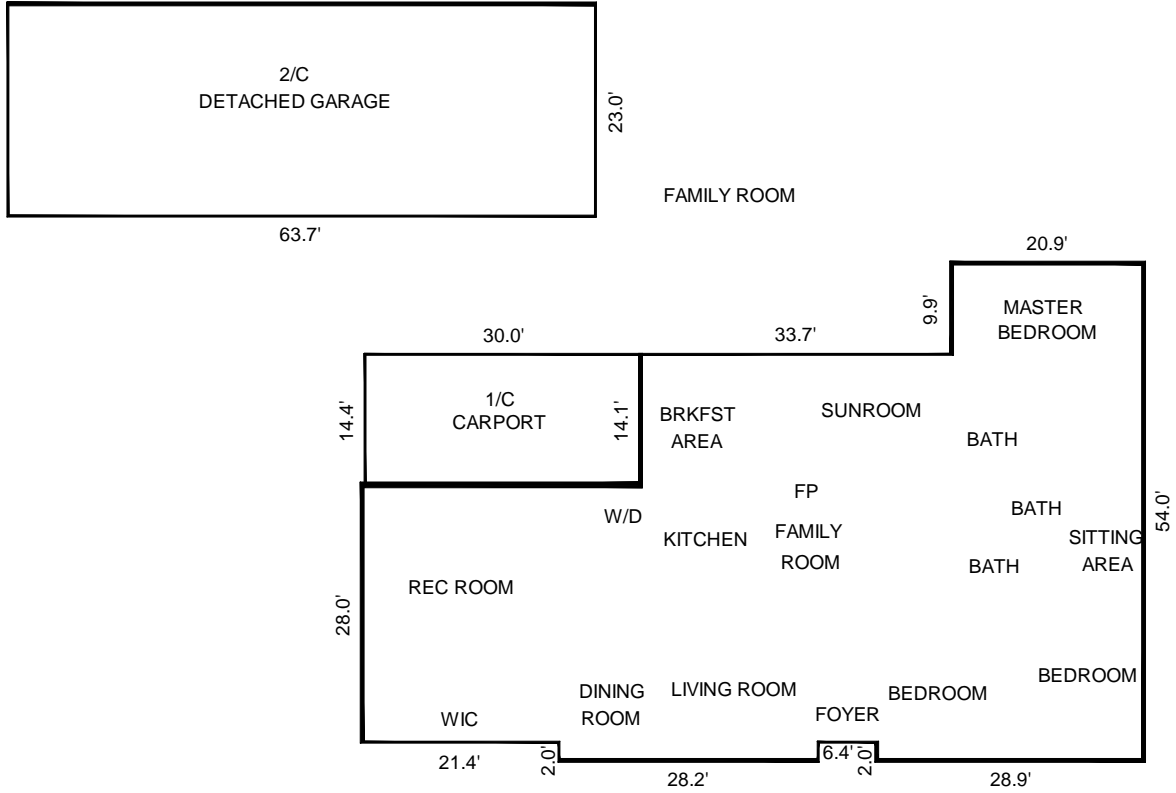 2/C
DETACHED GARAGE
23.0'
63.7'
FAMILY ROOM
20.9'
9.9'
MASTER
BEDROOM
30.0'
33.7'
14.4'
1/C
CARPORT
14.1'
BRKFST
AREA
SUNROOM
BATH
FP
W/D
KITCHEN
FAMILY
ROOM
BATH
SITTING
AREA
BATH
54.0'
REC ROOM
28.0'
DINING
ROOM
LIVING ROOM
FOYER
BEDROOM
BEDROOM
WIC
21.4'
2.0'
28.2'
6.4'
2.0'
28.9'